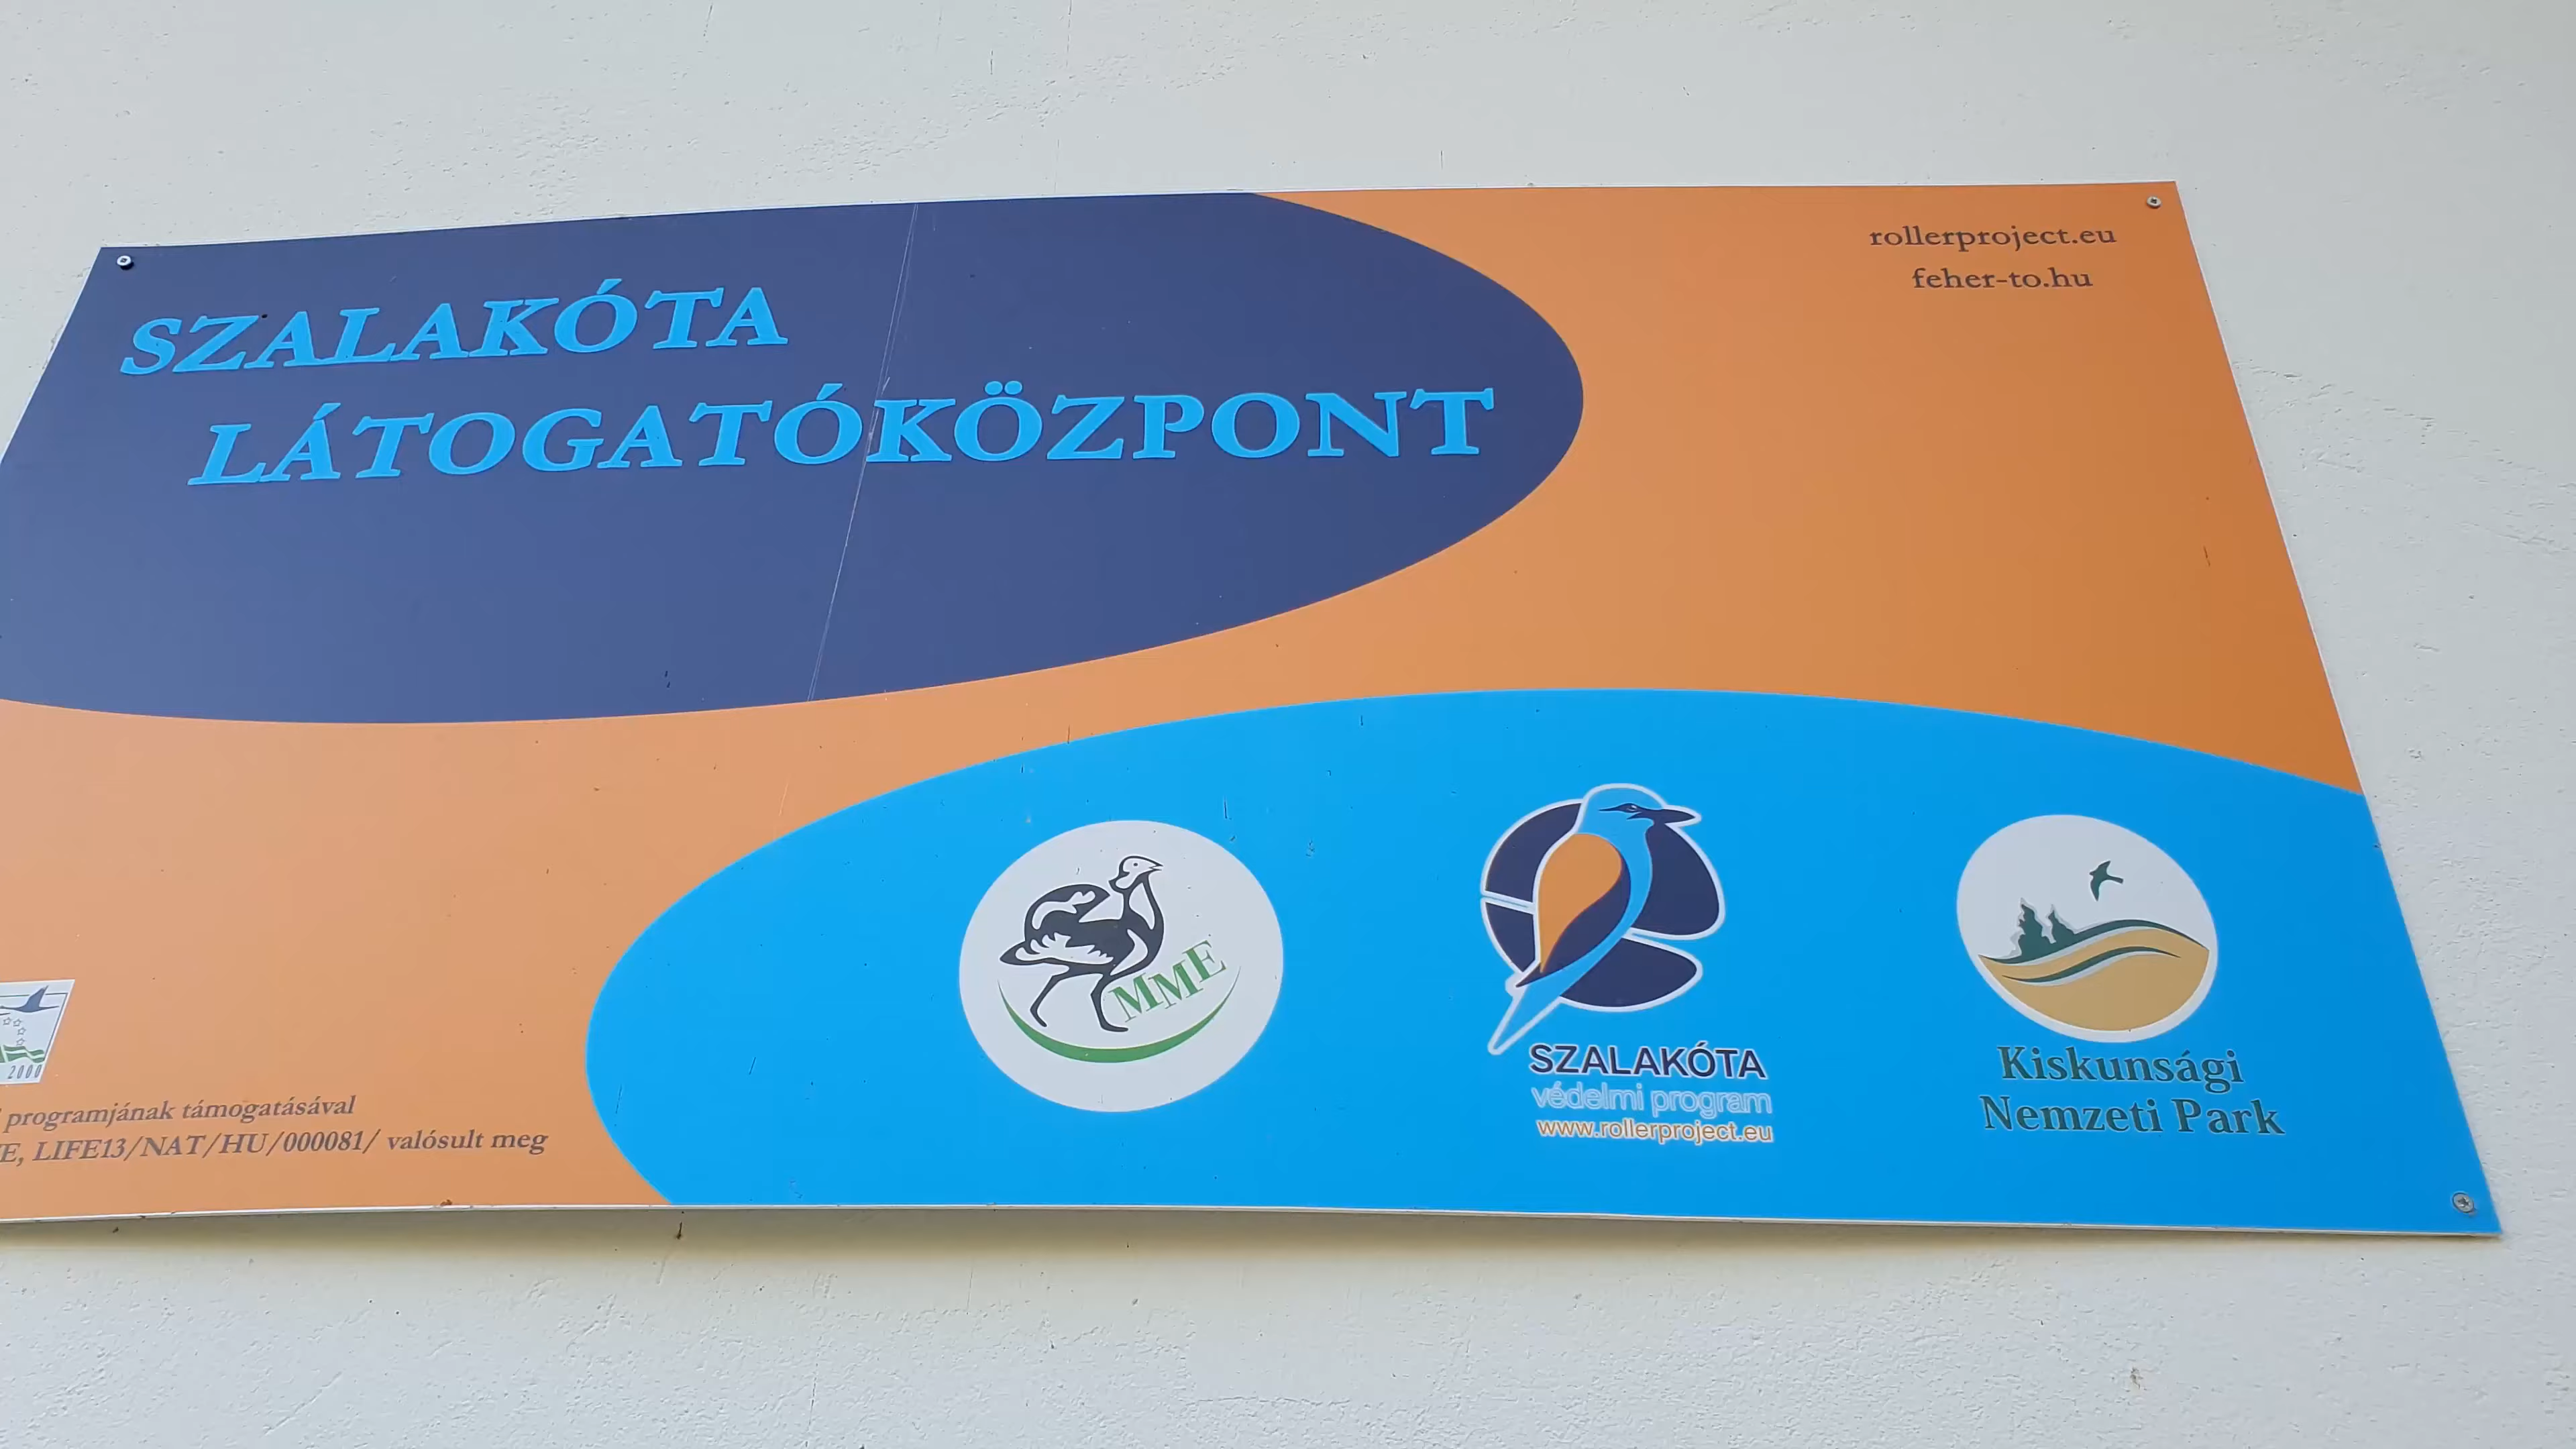 SZALAKÓTA
LÁTOGATÓKÖZPONT
rollerproject.eu
feher-to.hu
2000
programjának támogatásával
LIFE13/NAT/HU/000081/ valósult meg
MME
SZALAKÓTA
védelmi program
www.rollerproject.eu
Kiskunsági
Nemzeti Park